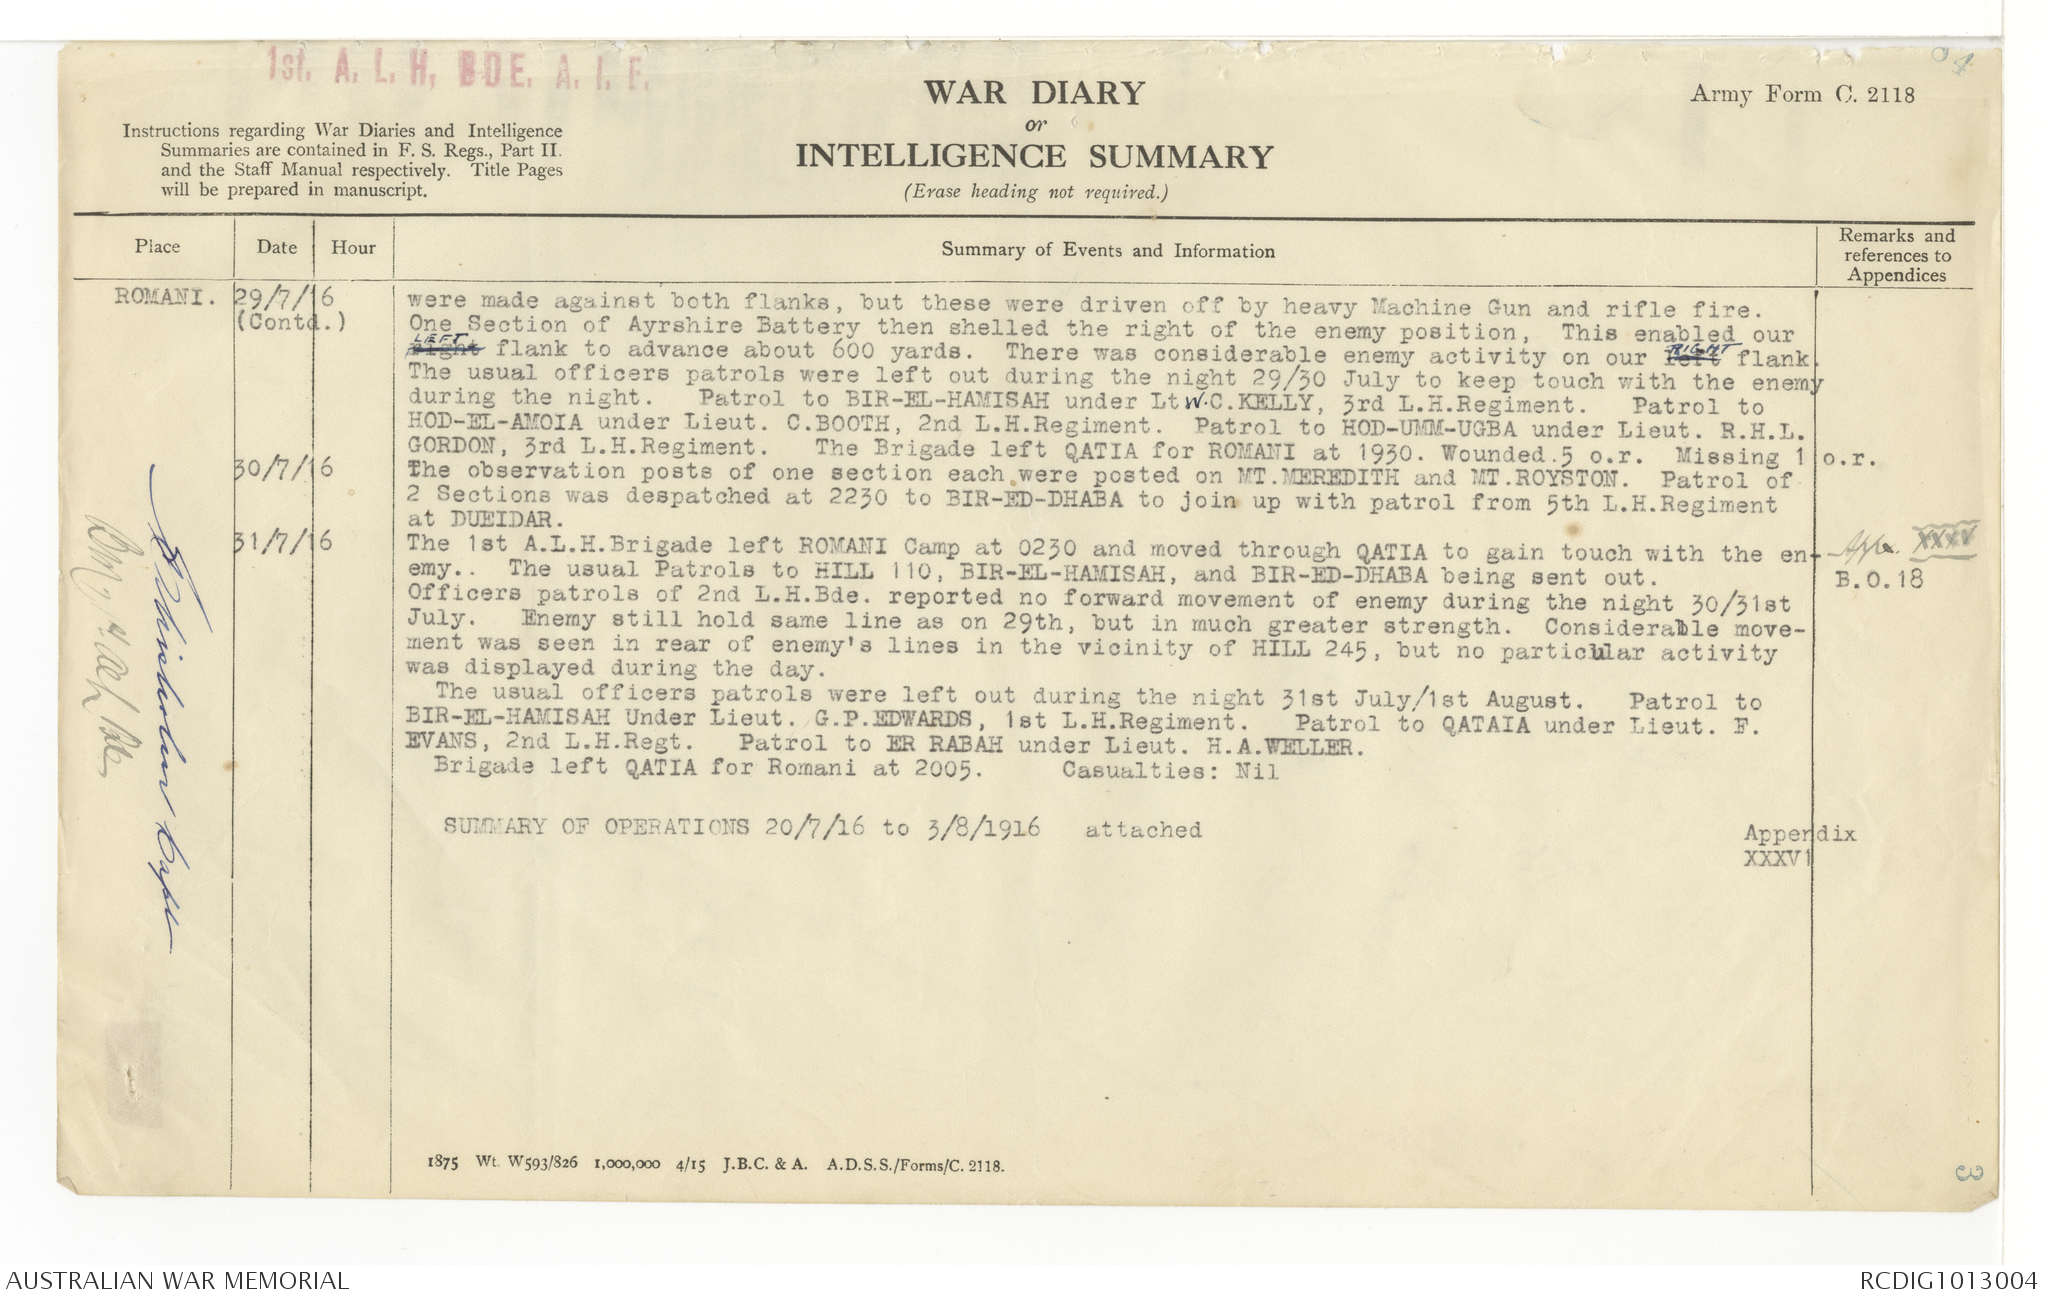 1st. A. L. H. BDE. A. I. F.
WAR DIARY
or
INTELLIGENCE SUMMARY
(Erase heading not required.)
Army Form C. 2118
Instructions regarding War Diaries and Intelligence
Summaries are contained in F. S. Regs., Part II.
and the Staff Manual respectively. Title Pages
will be prepared in manuscript.
Place Date Hour Summary of Events and Information Remarks and references to Appendices
ROMANI. 29/7/16 were made against both flanks, but these were driven off by heavy Machine Gun and rifle fire.
(Contd.) One Section of Ayrshire Battery then shelled the right of the enemy position, This enabled our
LEFT RIGHT
right flank to advance about 600 yards. There was considerable enemy activity on our left flank.
The usual officers patrols were left out during the night 29/30 July to keep touch with the enemy
during the night. Patrol to BIR-EL-HAMISAH under Lt W.C.KELLY, 3rd L.H.Regiment. Patrol to
HOD-EL-AMOIA under Lieut. C.BOOTH, 2nd L.H.Regiment. Patrol to HOD-UMM-UGBA under Lieut. R.H.L.
GORDON, 3rd L.H.Regiment. The Brigade left QATIA for ROMANI at 1930. Wounded.5 o.r. Missing 1 o.r.
30/7/16 The observation posts of one section each were posted on MT.MEREDITH and MT.ROYSTON. Patrol of
2 Sections was despatched at 2230 to BIR-ED-DHABA to join up with patrol from 5th L.H.Regiment
at DUEIDAR.
31/7/16 The 1st A.L.H.Brigade left ROMANI Camp at 0230 and moved through QATIA to gain touch with the en- Appx. XXXV
emy.. The usual Patrols to HILL 110, BIR-EL-HAMISAH, and BIR-ED-DHABA being sent out. B.O.18
Officers patrols of 2nd L.H.Bde. reported no forward movement of enemy during the night 30/31st
July. Enemy still hold same line as on 29th, but in much greater strength. Considerable move-
ment was seen in rear of enemy's lines in the vicinity of HILL 245, but no particular activity
was displayed during the day.
The usual officers patrols were left out during the night 31st July/1st August. Patrol to
BIR-EL-HAMISAH Under Lieut. G.P.EDWARDS, 1st L.H.Regiment. Patrol to QATAIA under Lieut. F.
EVANS, 2nd L.H.Regt. Patrol to ER RABAH under Lieut. H.A.WELLER.
Brigade left QATIA for Romani at 2005. Casualties: Nil
SUMMARY OF OPERATIONS 20/7/16 to 3/8/1916 attached Appendix
XXXV1
1875 Wt. W593/826 1,000,000 4/15 J.B.C. & A. A.D.S.S./Forms/C. 2118.
3
AUSTRALIAN WAR MEMORIAL
RCDIG1013004